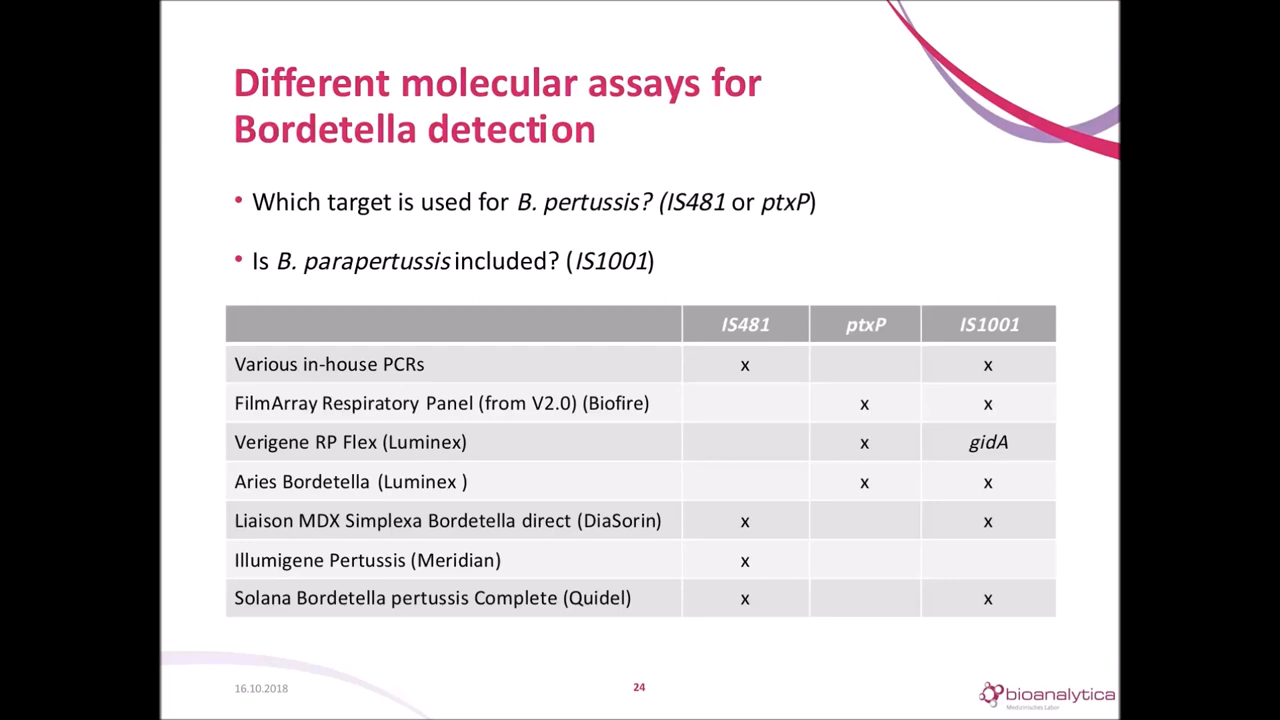 Different molecular assays for
Bordetella detection
• Which target is used for B. pertussis? (IS481 or ptxP)
• Is B. parapertussis included? (IS1001)
IS481 ptxP IS1001
Various in-house PCRs x x
FilmArray Respiratory Panel (from V2.0) (Biofire) x x
Verigene RP Flex (Luminex) x gidA
Aries Bordetella (Luminex ) x x
Liaison MDX Simplexa Bordetella direct (DiaSorin) x x
Illumigene Pertussis (Meridian) x
Solana Bordetella pertussis Complete (Quidel) x x
16.10.2018 24 bioanalytica
Medizinisches Labor